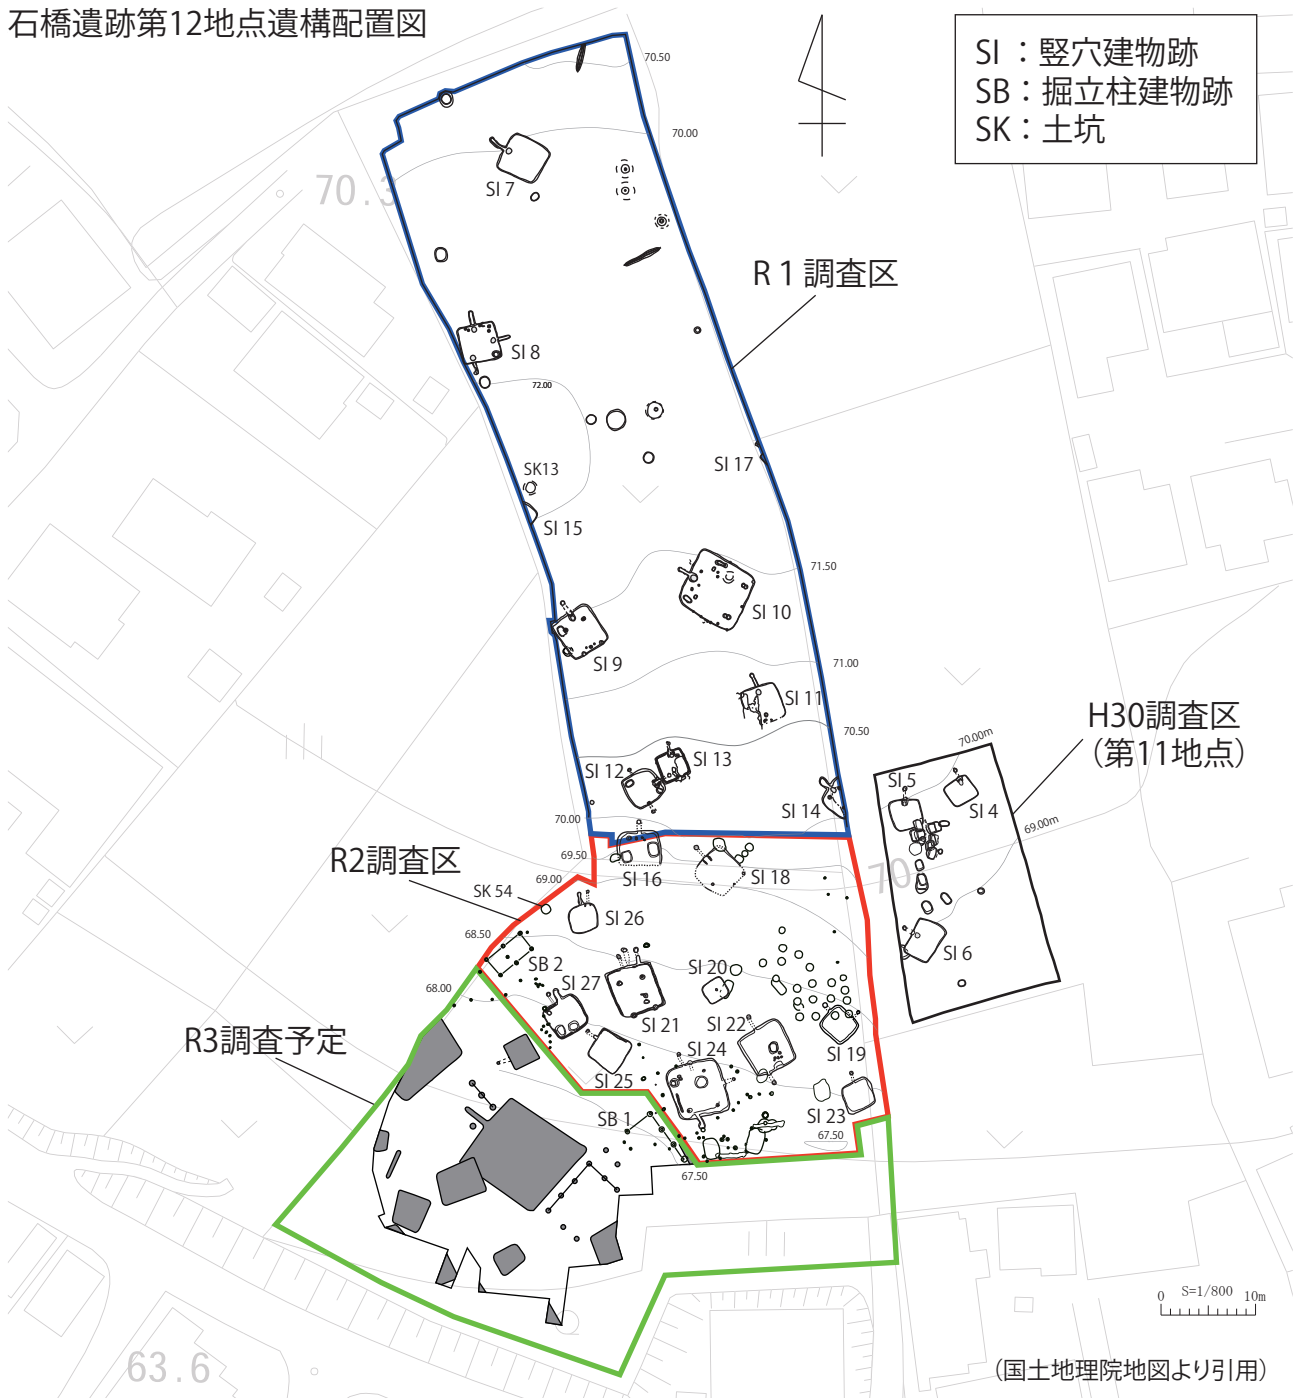 石橋遺跡第12地点遺構配置図
SI ：竪穴建物跡
SB：掘立柱建物跡
SK：土坑
70.50
70.00
70.3
SI 7
R 1 調査区
SI 8
72.00
SI 17
SK13
SI 15
71.50
SI 10
SI 9
71.00
SI 11
70.50
H30調査区
（第11地点）
70.00m
SI 13
SI 12
SI 5
SI 4
SI 14
70.00
69.00m
R2調査区
69.50
SI 16
SI 18
70
69.00
SK 54
SI 26
68.50
SB 2
SI 6
SI 20
SI 27
68.00
SI 21
SI 22
R3調査予定
SI 24
SI 19
SI 25
SB 1
SI 23
67.50
67.50
0 S=1/800 10m
63.6
（国土地理院地図より引用）